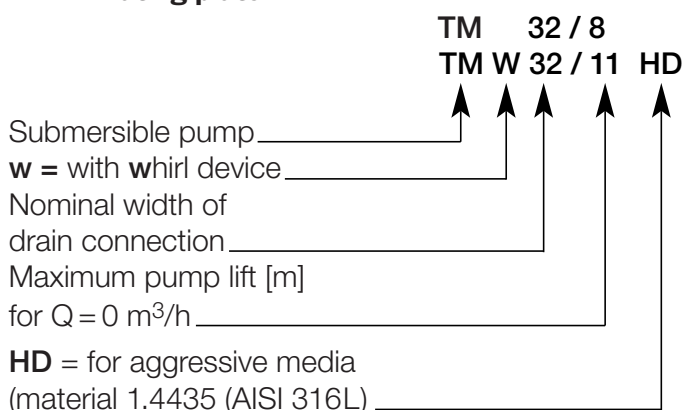 TM 32 / 8
TM W 32 / 11 HD
Submersible pump
w = with whirl device
Nominal width of
drain connection
Maximum pump lift [m]
for Q = 0 m³/h
HD = for aggressive media
(material 1.4435 (AISI 316L)